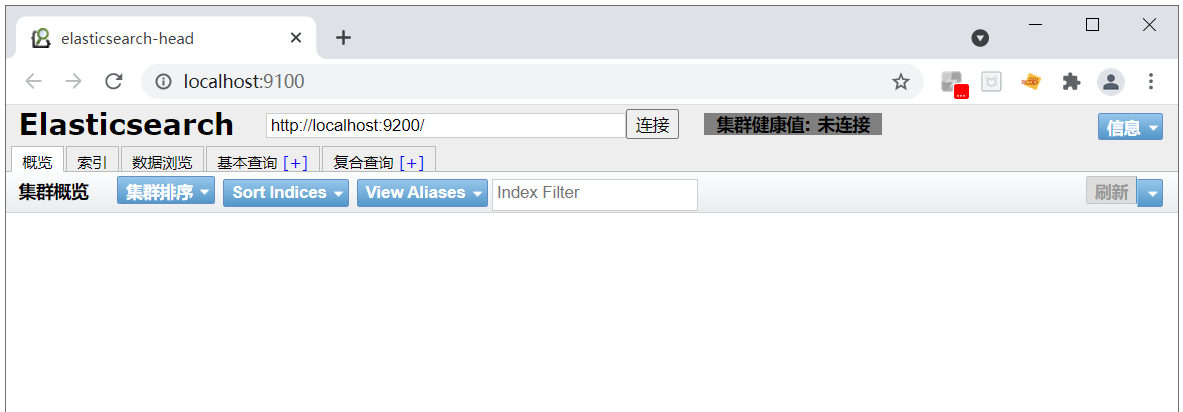 elasticsearch-head
localhost:9100
...
Elasticsearch http://localhost:9200/ 连接 集群健康值: 未连接 信息
概览 索引 数据浏览 基本查询 [+] 复合查询 [+]
集群概览 集群排序 Sort Indices View Aliases Index Filter 刷新